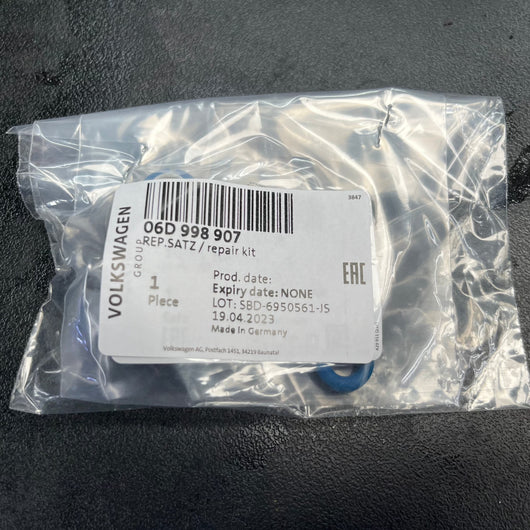 3847
06D 998 907
REP.SATZ / repair kit
VOLKSWAGEN
GROUP
1
Piece
Prod. date:
Expiry date: NONE
LOT: SBD-6950561-JS
19.04.2023
Made in Germany
EAC
Volkswagen AG, Postfach 1451, 34219 Baunatal